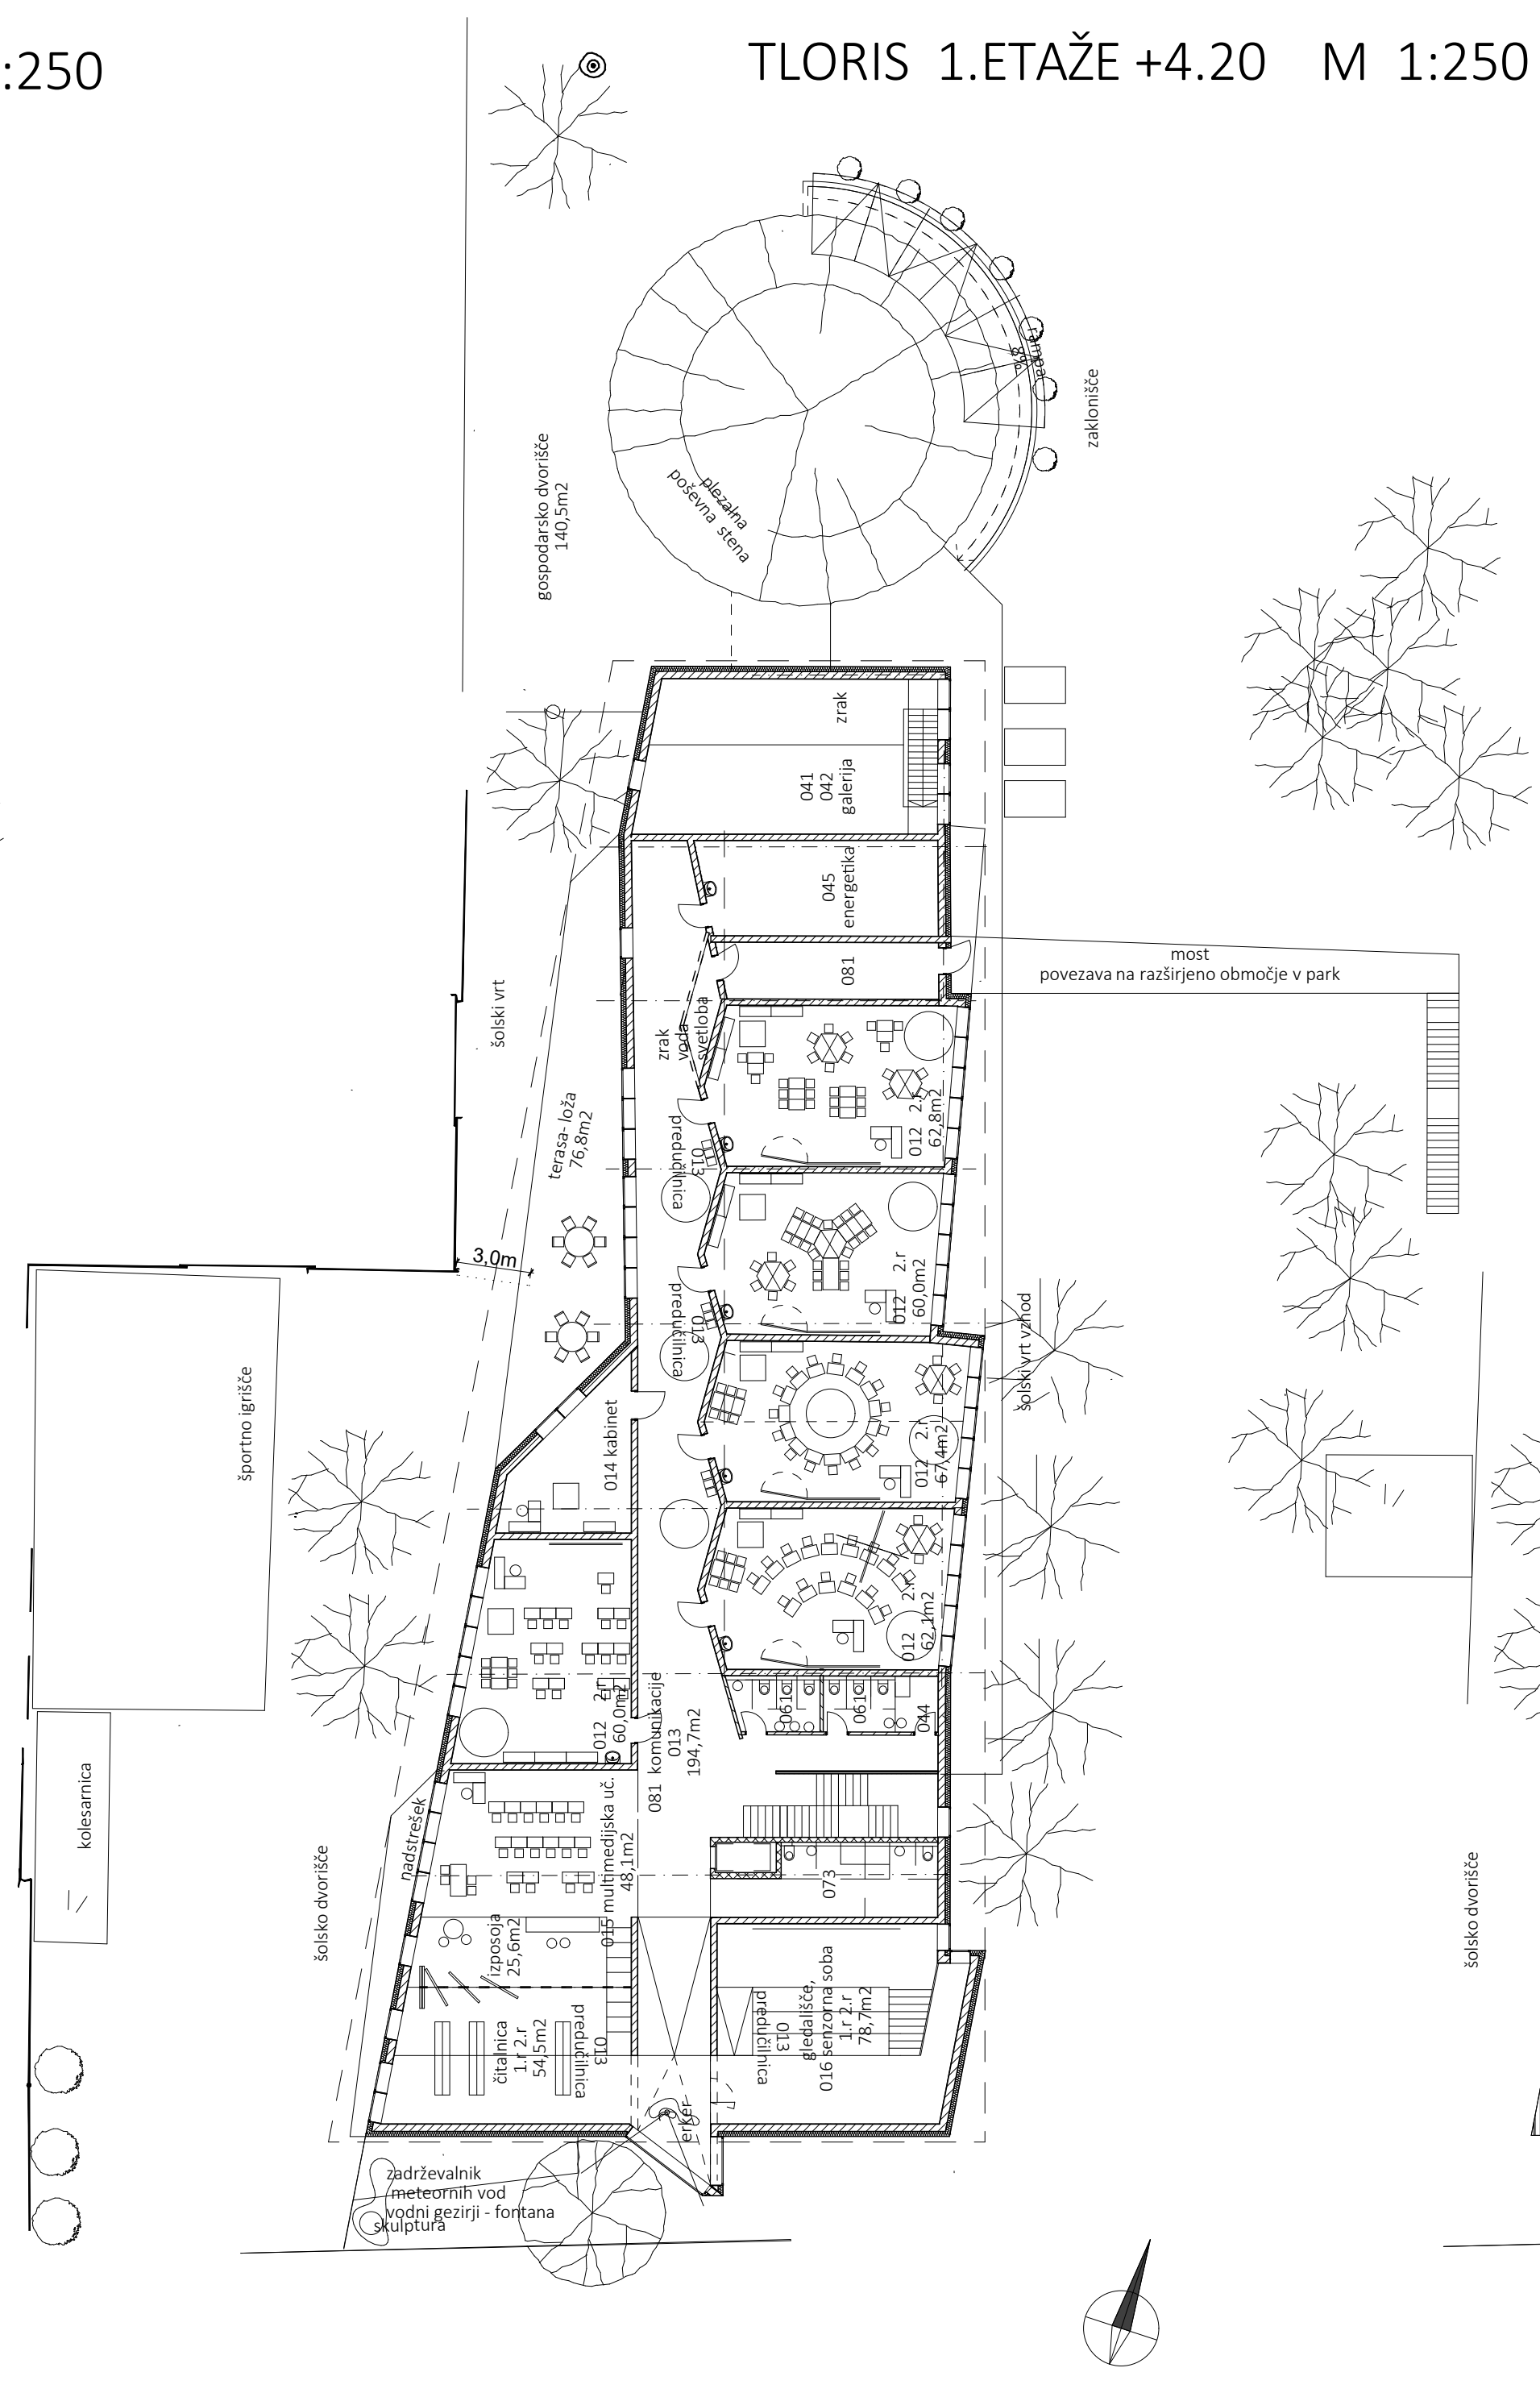 :250
TLORIS 1.ETAŽE +4.20 M 1:250
rampa
8%
zaklonišče
gospodarsko dvorišče
140,5m2
plezalna
poševna stena
zrak
041
042
galerija
045
energetika
081
most
povezava na razširjeno območje v park
šolski vrt
zrak
voda
svetloba
terasa- loža
76,8m2
013
predučilnica
012 2.r
62,8m2
3,0m
013
predučilnica
012 2.r
60,0m2
šolski vrt vzhod
športno igrišče
014 kabinet
012 2.r
67,4m2
012 2.r
62,1m2
012 2.r
60,0m2
081 komunikacije
013
194,7m2
061
061
044
kolesarnica
nadstrešek
šolsko dvorišče
015 multimedijska uč.
48,1m2
073
šolsko dvorišče
izposoja
25,6m2
čitalnica
1.r 2.r
54,5m2
013
predučilnica
013
predučilnica
gledališče,
016 senzorna soba
1.r 2.r
78,7m2
erker
zadrževalnik
meteornih vod
vodni gezirji - fontana
skulptura